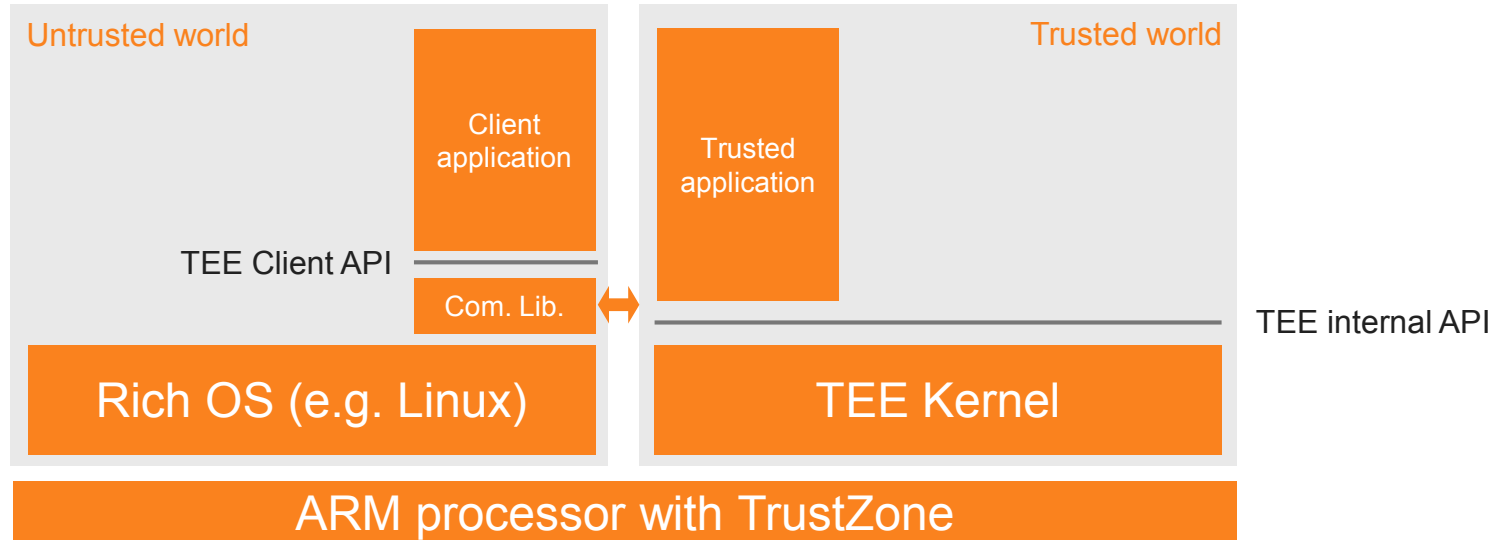 Untrusted world
Trusted world
Client
application
Trusted
application
TEE Client API
Com. Lib.
TEE internal API
Rich OS (e.g. Linux)
TEE Kernel
ARM processor with TrustZone